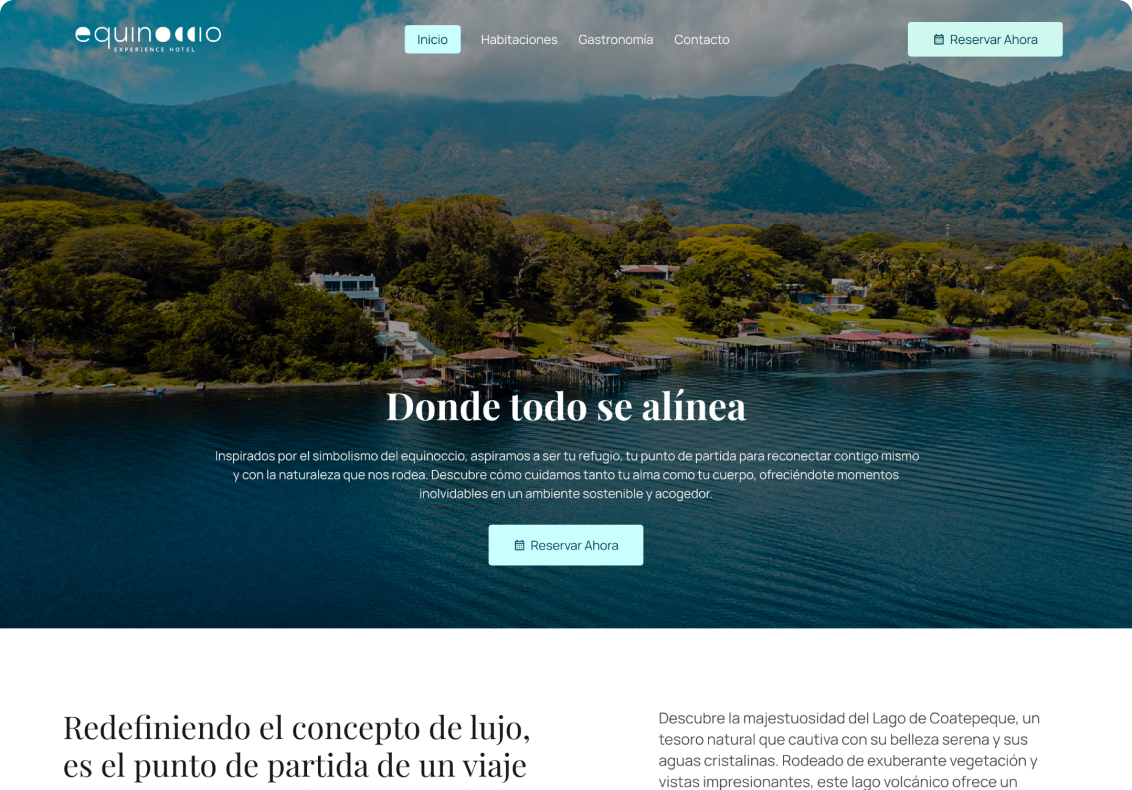 equinoccio
EXPERIENCE HOTEL
Inicio
Habitaciones
Gastronomía
Contacto
Reservar Ahora
Donde todo se alínea
Inspirados por el simbolismo del equinoccio, aspiramos a ser tu refugio, tu punto de partida para reconectar contigo mismo
y con la naturaleza que nos rodea. Descubre cómo cuidamos tanto tu alma como tu cuerpo, ofreciéndote momentos
inolvidables en un ambiente sostenible y acogedor.
Reservar Ahora
Redefiniendo el concepto de lujo,
es el punto de partida de un viaje
Descubre la majestuosidad del Lago de Coatepeque, un
tesoro natural que cautiva con su belleza serena y sus
aguas cristalinas. Rodeado de exuberante vegetación y
vistas impresionantes, este lago volcánico ofrece un